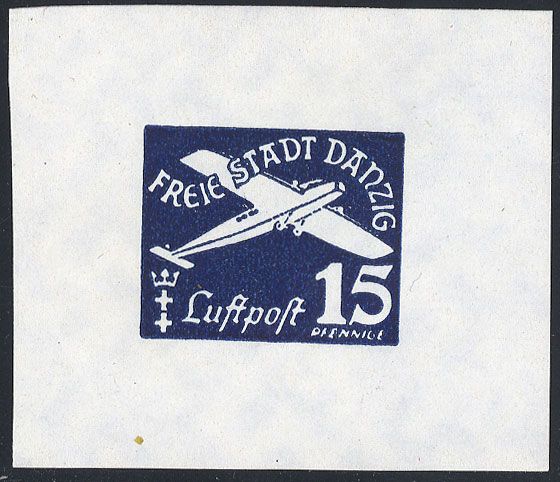 FREIE STADT DANZIG
Luftpost 15
PFENNIGE